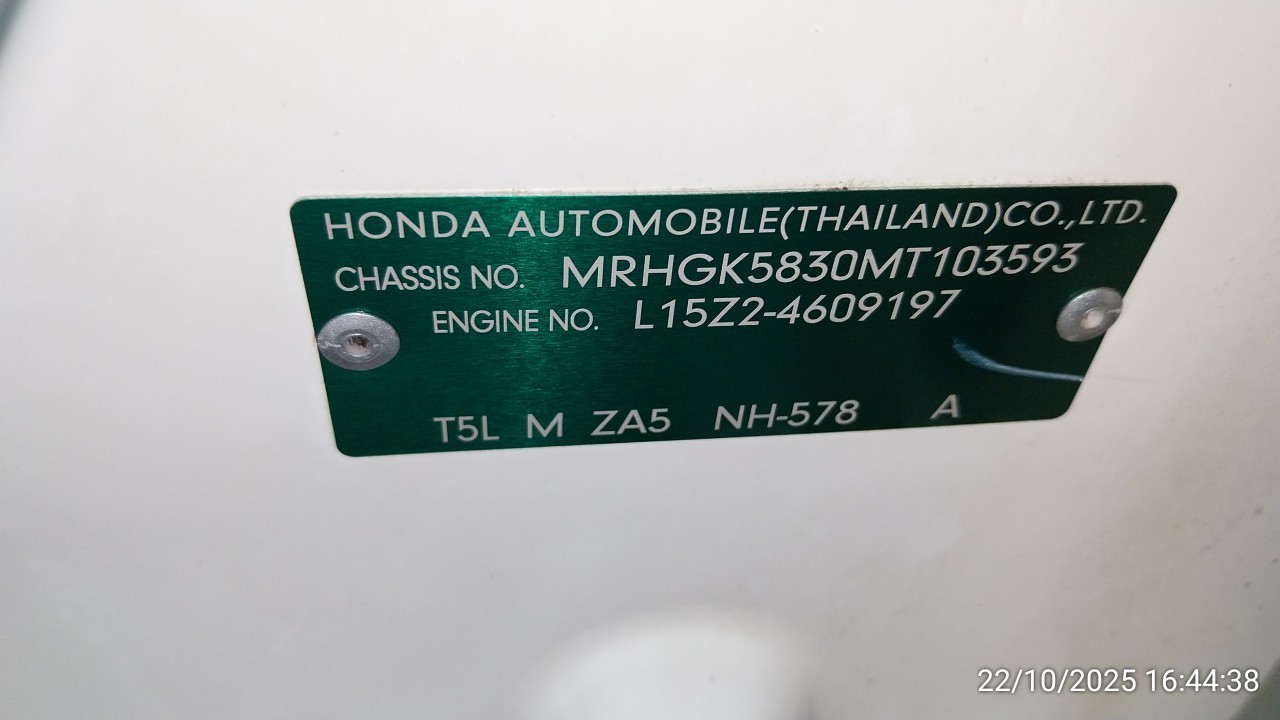 HONDA AUTOMOBILE(THAILAND)CO.,LTD.
CHASSIS NO. MRHGK5830MT103593
ENGINE NO. L15Z2-4609197
T5L M ZA5 NH-578 A
22/10/2025 16:44:38